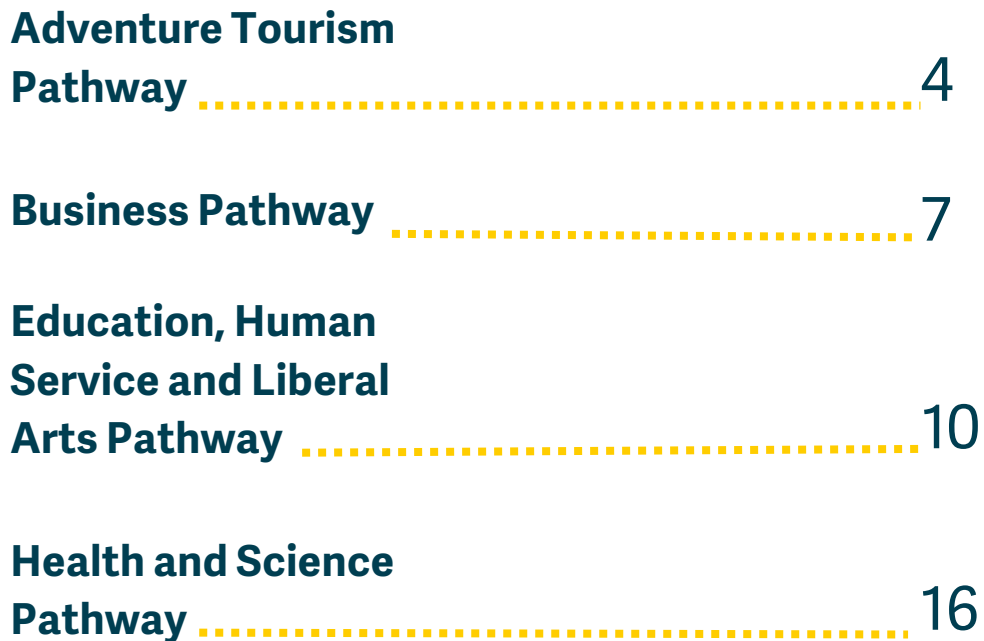 Adventure Tourism
Pathway 4
Business Pathway 7
Education, Human
Service and Liberal
Arts Pathway 10
Health and Science
Pathway 16